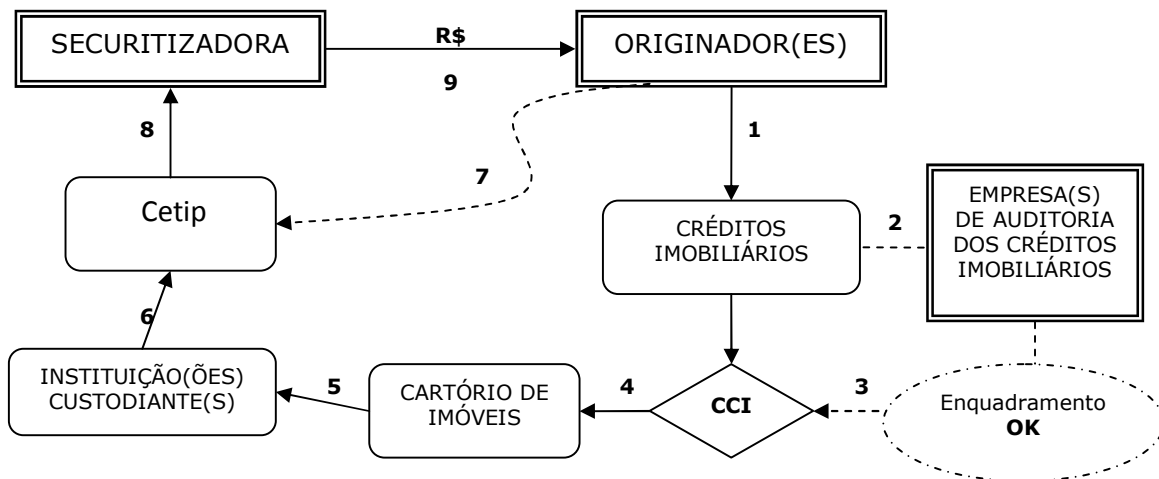 SECURITIZADORA
R$
ORIGINADOR(ES)
9
8
1
7
Cetip
CRÉDITOS
IMOBILIÁRIOS
2
EMPRESA(S)
DE AUDITORIA
DOS CRÉDITOS
IMOBILIÁRIOS
6
INSTITUIÇÃO(ÕES)
CUSTODIANTE(S)
5
CARTÓRIO DE
IMÓVEIS
4
CCI
3
Enquadramento
OK